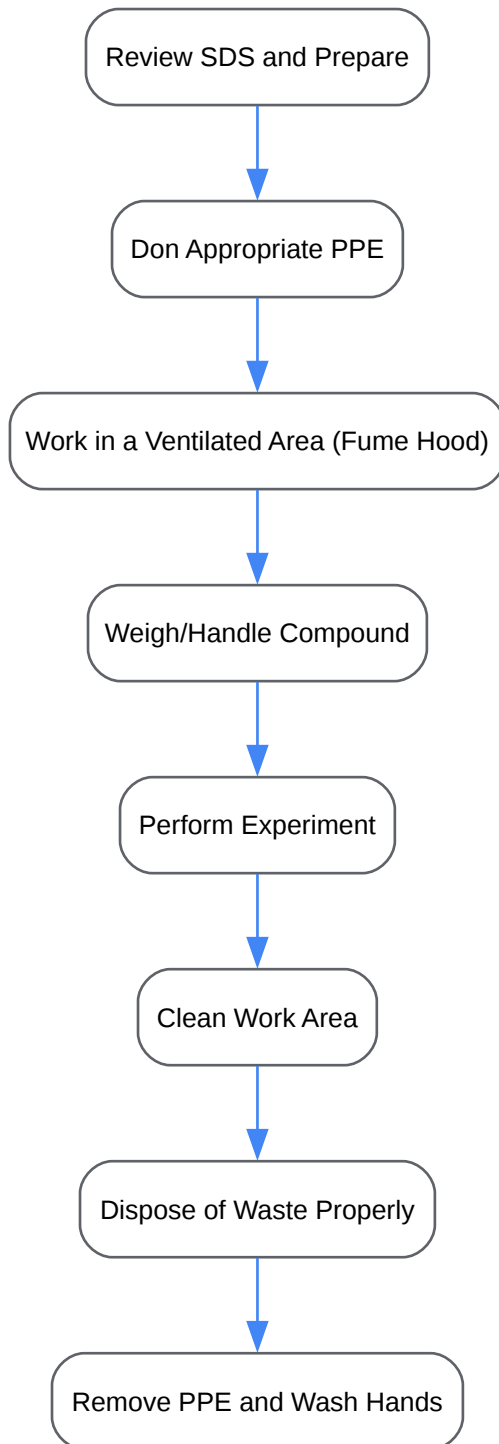 Review SDS and Prepare
Don Appropriate PPE
Work in a Ventilated Area (Fume Hood)
Weigh/Handle Compound
Perform Experiment
Clean Work Area
Dispose of Waste Properly
Remove PPE and Wash Hands